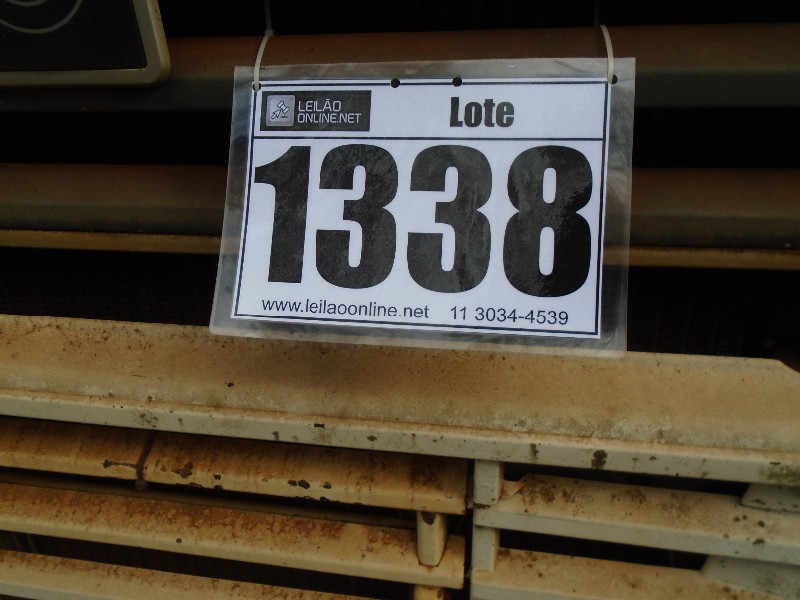 LEILÃO
ONLINE.NET
Lote
1338
www.leilaoonline.net 11 3034-4539